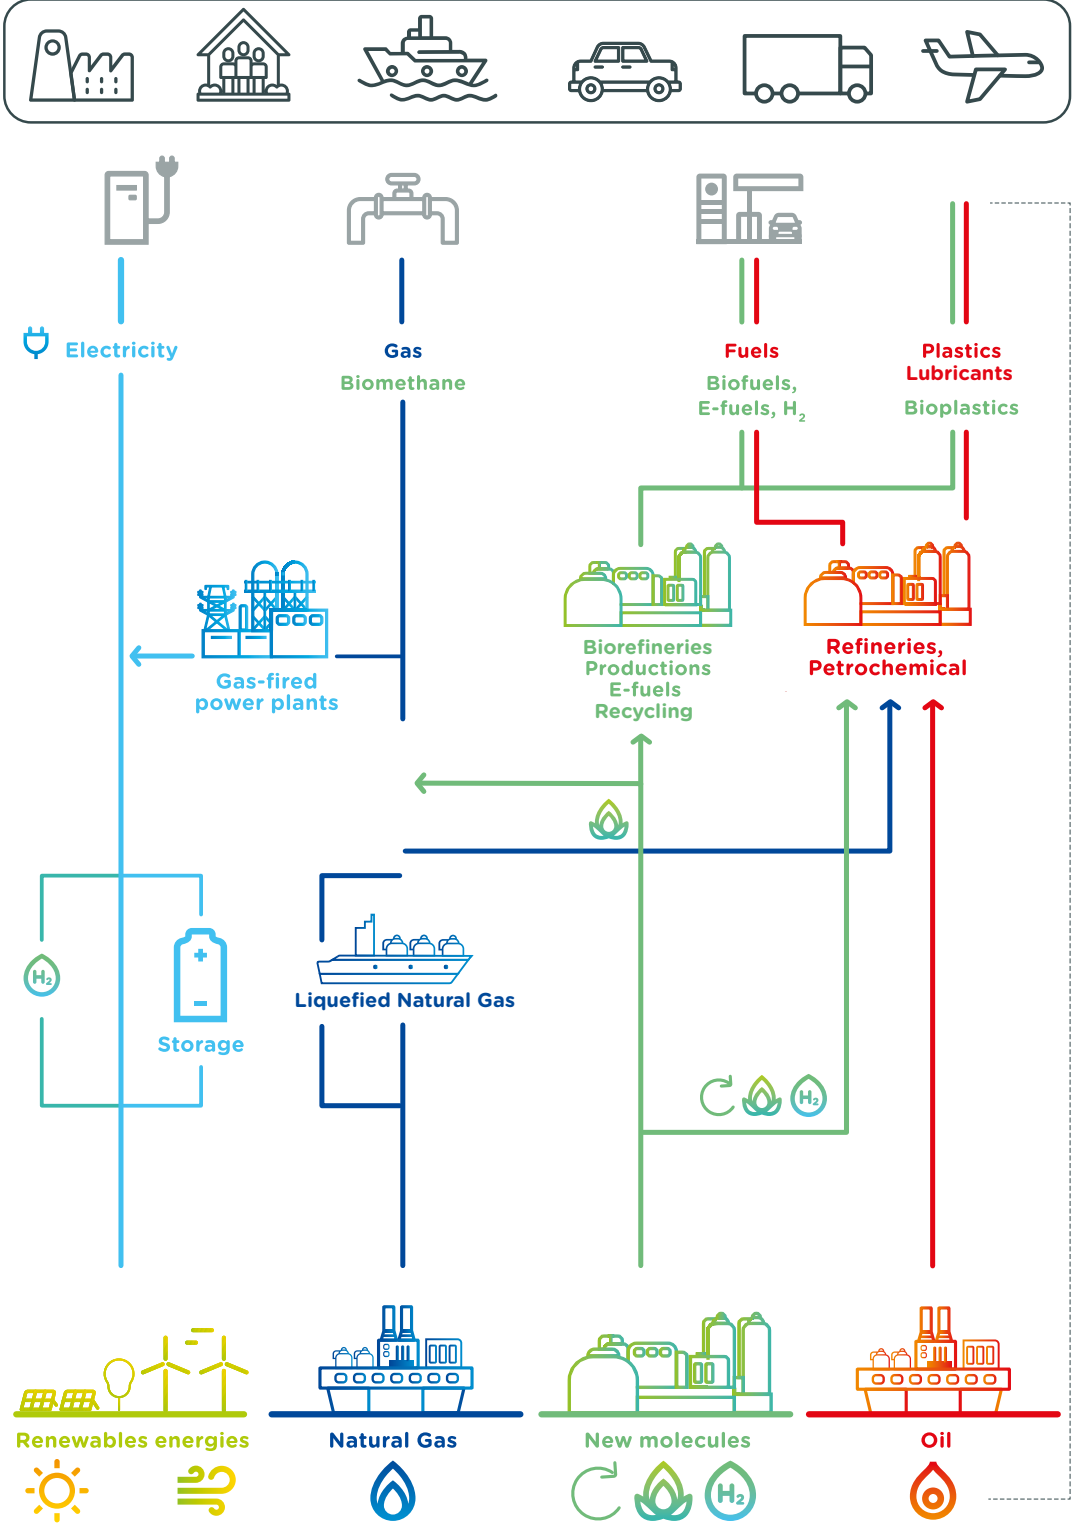 Electricity
Gas
Biomethane
Fuels
Biofuels,
E-fuels, H₂
Plastics
Lubricants
Bioplastics
Gas-fired
power plants
Biorefineries
Productions
E-fuels
Recycling
Refineries,
Petrochemical
H₂
+
-
Storage
Liquefied Natural Gas
H₂
Renewables energies
Natural Gas
New molecules
Oil
H₂